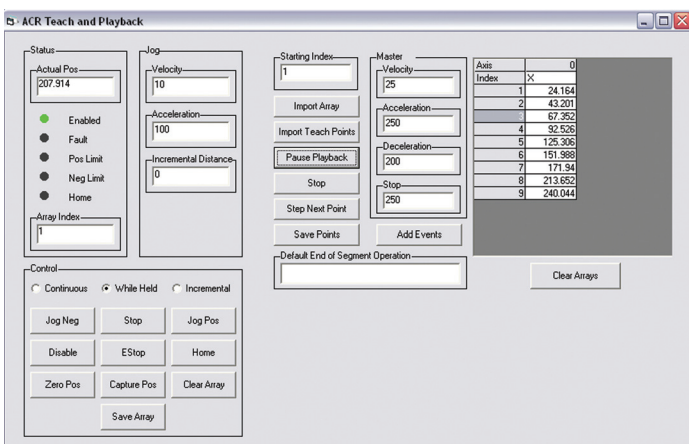 ACR Teach and Playback
Status
Actual Pos
207.914
Enabled
Fault
Pos Limit
Neg Limit
Home
Array Index
1
Jog
Velocity
10
Acceleration
100
Incremental Distance
0
Control
Continuous While Held Incremental
Jog Neg Stop Jog Pos
Disable EStop Home
Zero Pos Capture Pos Clear Array
Save Array
Starting Index
1
Import Array
Import Teach Points
Pause Playback
Stop
Step Next Point
Save Points
Master
Velocity
25
Acceleration
250
Deceleration
200
Stop
250
Add Events
Default End of Segment Operation
Axis 0
Index X
1 24.164
2 43.201
3 67.352
4 92.526
5 125.306
6 151.988
7 171.94
8 213.652
9 240.044
Clear Arrays